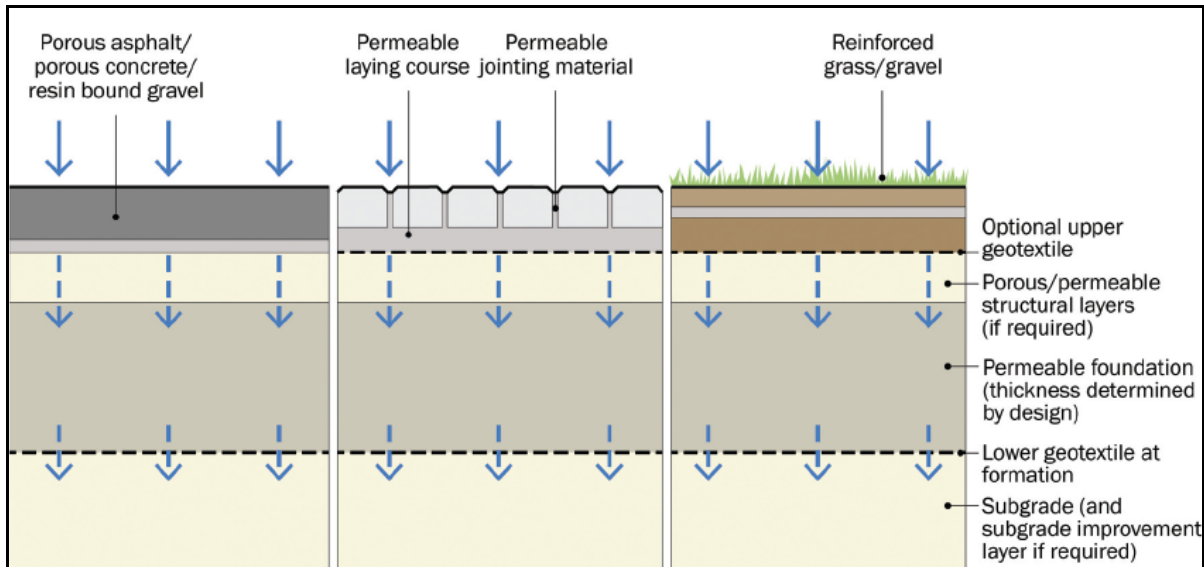 Porous asphalt/
porous concrete/
resin bound gravel
Permeable
laying course
Permeable
jointing material
Reinforced
grass/gravel
Optional upper
geotextile
Porous/permeable
structural layers
(if required)
Permeable foundation
(thickness determined
by design)
Lower geotextile at
formation
Subgrade (and
subgrade improvement
layer if required)